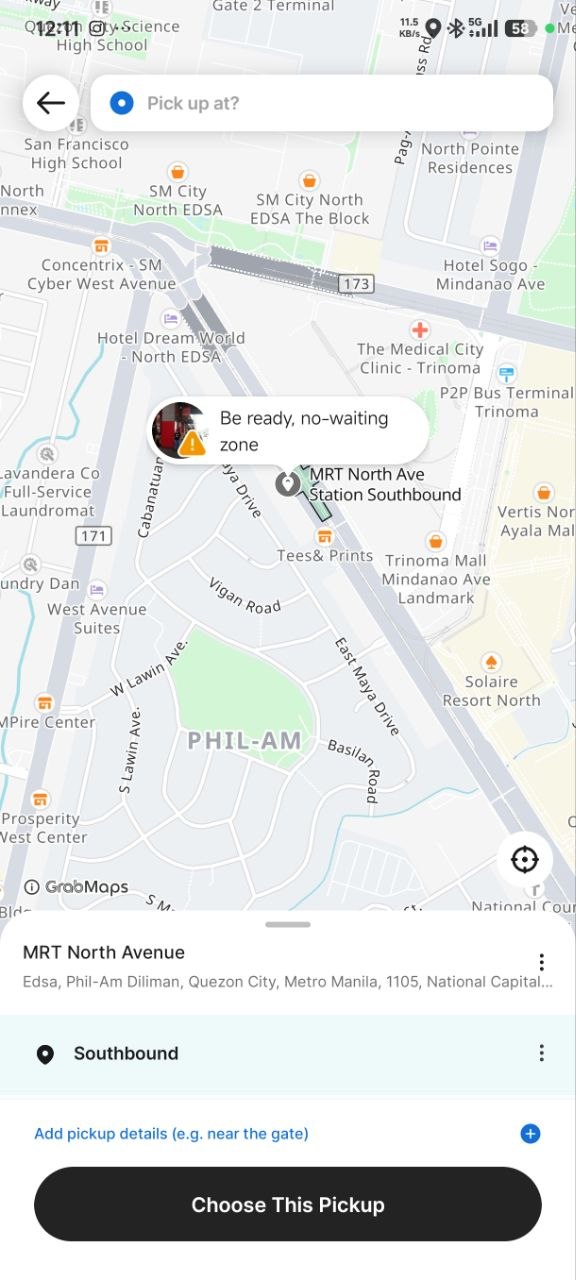 Gate 2 Terminal
12:11
11.5
KB/s
5G
58
Quezon City Science
High School
Pick up at?
San Francisco
High School
North Pointe
Residences
North
nnex
SM City
North EDSA
SM City North
EDSA The Block
Concentrix - SM
Cyber West Avenue
173
Hotel Sogo -
Mindanao Ave
Hotel Dream World
- North EDSA
The Medical City
Clinic - Trinoma
P2P Bus Terminal
Trinoma
Be ready, no-waiting
zone
MRT North Ave
Station Southbound
Lavandera Co
Full-Service
Laundromat
Cabanatuan
aya Drive
Vertis Nor
Ayala Mal
171
Tees& Prints
Trinoma Mall
Mindanao Ave
Landmark
undry Dan
West Avenue
Suites
Vigan Road
W Lawin Ave.
East Maya Drive
Solaire
Resort North
MPire Center
S Lawin Ave.
PHIL-AM
Basilan Road
Prosperity
West Center
GrabMaps
National Cour
MRT North Avenue
Edsa, Phil-Am Diliman, Quezon City, Metro Manila, 1105, National Capital...
Southbound
Add pickup details (e.g. near the gate)
Choose This Pickup